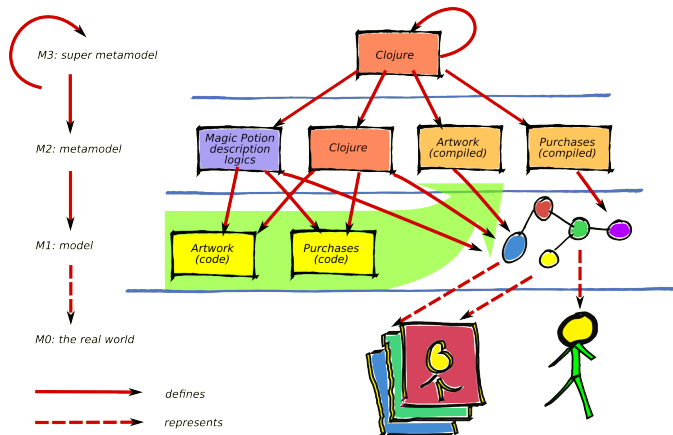 M3: super metamodel
Clojure
M2: metamodel
Magic Potion
description
logics
Clojure
Artwork
(compiled)
Purchases
(compiled)
M1: model
Artwork
(code)
Purchases
(code)
M0: the real world
defines
represents